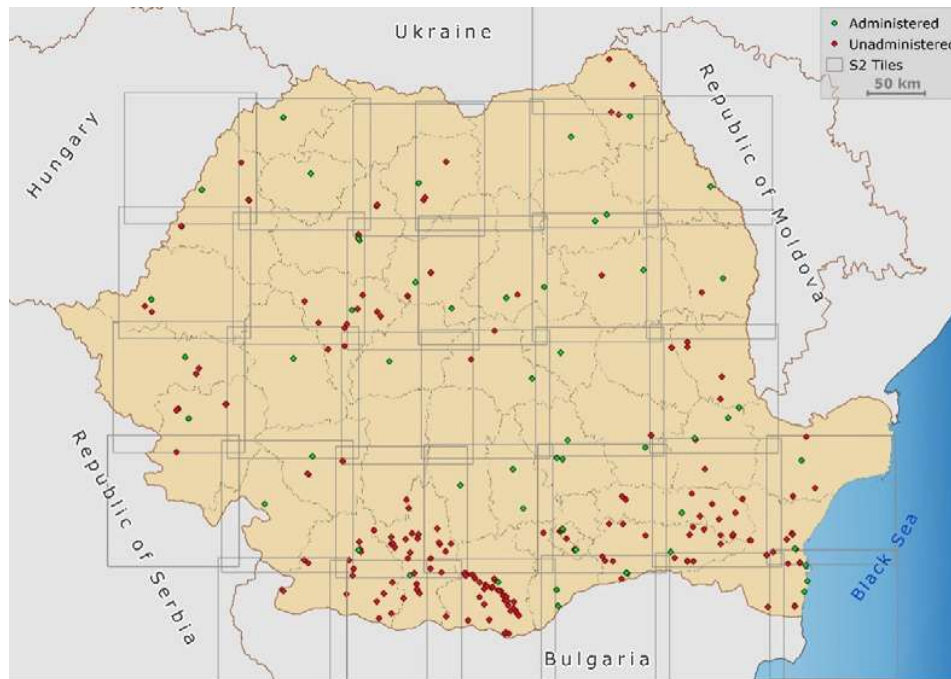 Ukraine
Administered
Unadministered
S2 Tiles
50 km
Hungary
Republic of Moldova
Republic of Serbia
Black Sea
Bulgaria